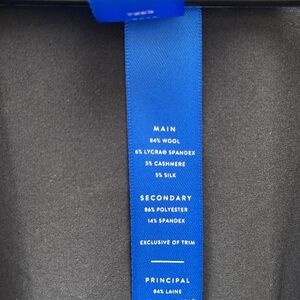 MAIN
84% WOOL
6% LYCRA® SPANDEX
5% CASHMERE
5% SILK
SECONDARY
86% POLYESTER
14% SPANDEX
EXCLUSIVE OF TRIM
PRINCIPAL
84% LAINE